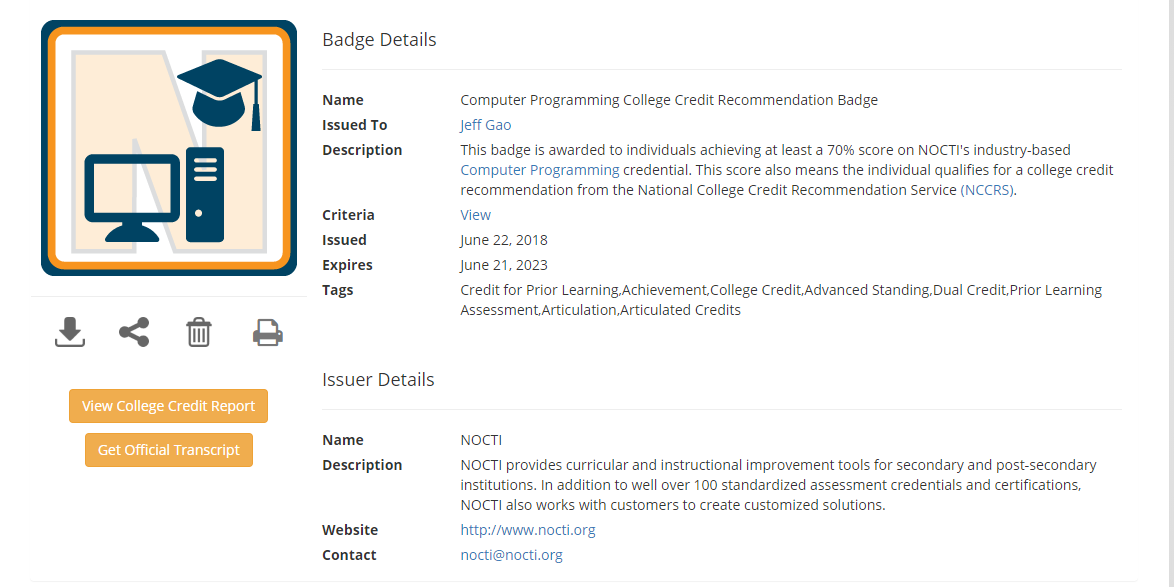 Badge Details
Name Computer Programming College Credit Recommendation Badge
Issued To Jeff Gao
Description This badge is awarded to individuals achieving at least a 70% score on NOCTI's industry-based
Computer Programming credential. This score also means the individual qualifies for a college credit
recommendation from the National College Credit Recommendation Service (NCCRS).
Criteria View
Issued June 22, 2018
Expires June 21, 2023
Tags Credit for Prior Learning,Achievement,College Credit,Advanced Standing,Dual Credit,Prior Learning
Assessment,Articulation,Articulated Credits
View College Credit Report
Get Official Transcript
Issuer Details
Name NOCTI
Description NOCTI provides curricular and instructional improvement tools for secondary and post-secondary
institutions. In addition to well over 100 standardized assessment credentials and certifications,
NOCTI also works with customers to create customized solutions.
Website http://www.nocti.org
Contact nocti@nocti.org